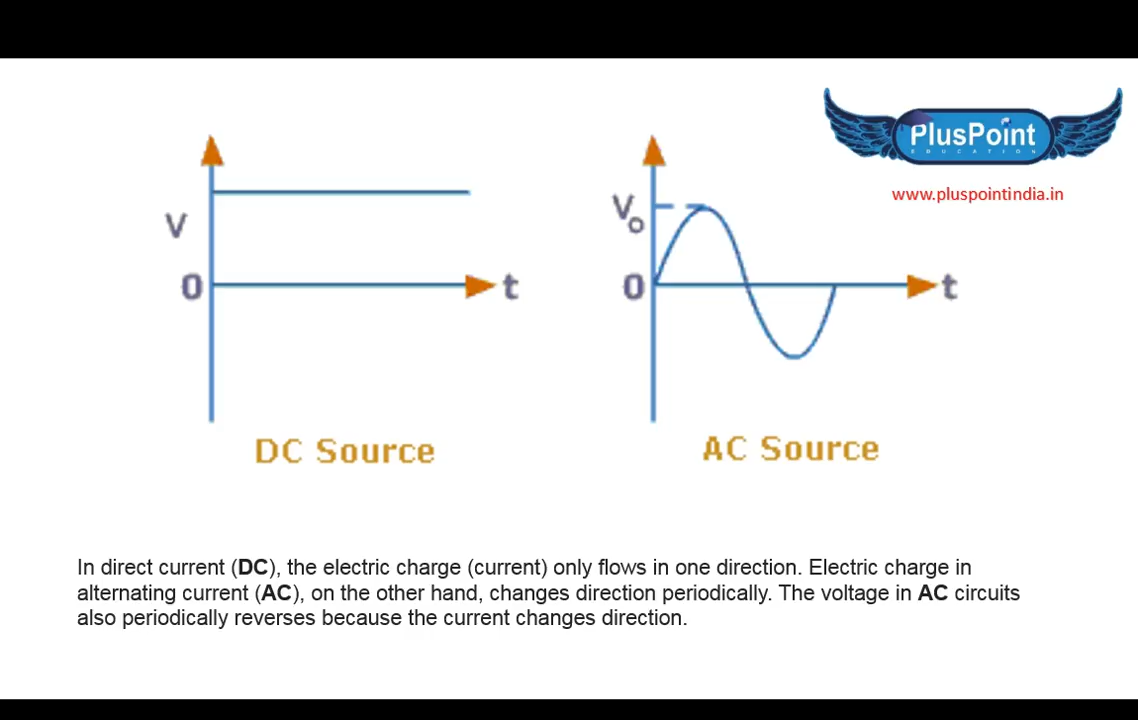 PlusPoint
EDUCATION
www.pluspointindia.in
V
0
t
V₀
0
t
DC Source
AC Source
In direct current (DC), the electric charge (current) only flows in one direction. Electric charge in
alternating current (AC), on the other hand, changes direction periodically. The voltage in AC circuits
also periodically reverses because the current changes direction.